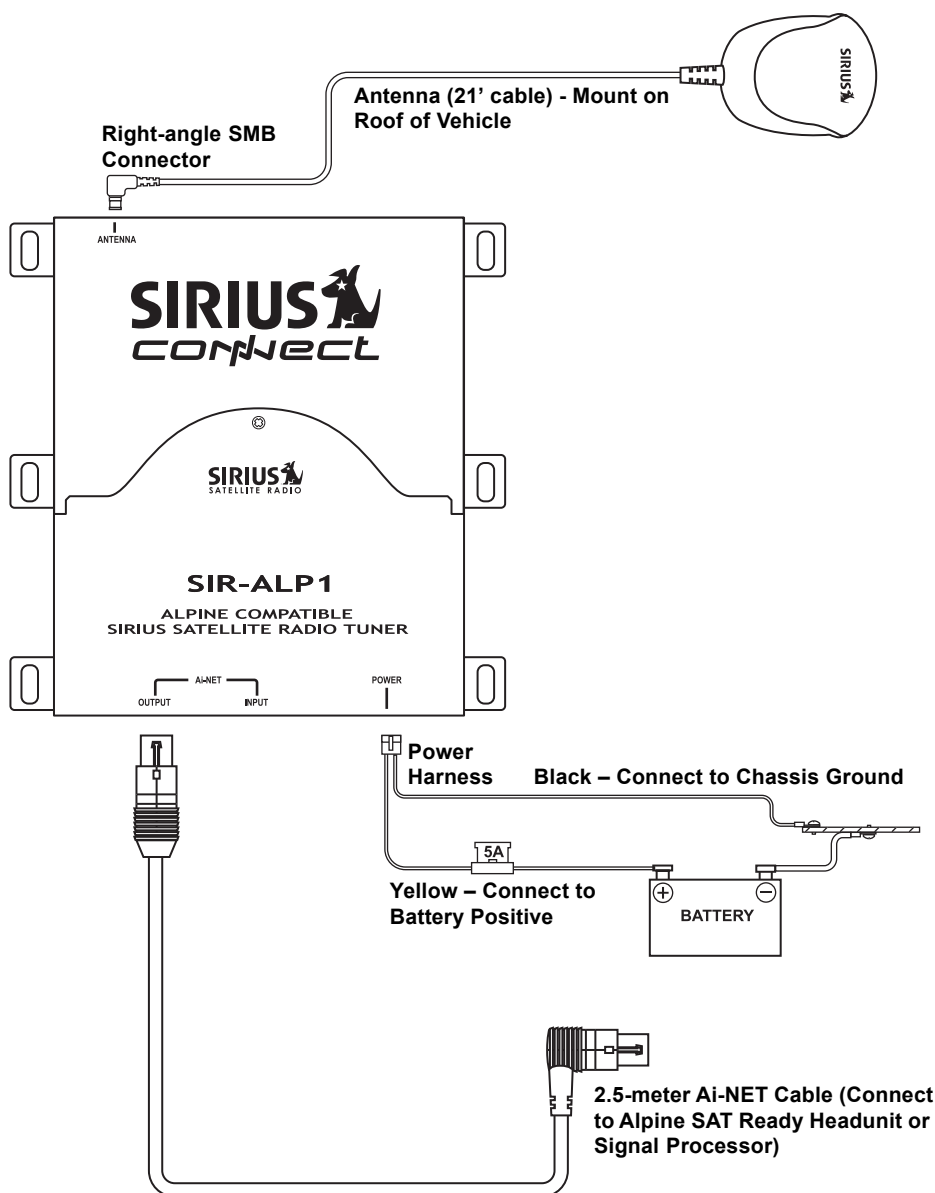 SIRIUS
Antenna (21’ cable) - Mount on
Roof of Vehicle
Right-angle SMB
Connector
ANTENNA
SIRIUS
connect
SIRIUS
SATELLITE RADIO
SIR-ALP1
ALPINE COMPATIBLE
SIRIUS SATELLITE RADIO TUNER
Ai-NET
OUTPUT
INPUT
POWER
Power
Harness
Black – Connect to Chassis Ground
5A
Yellow – Connect to
Battery Positive
+
−
BATTERY
2.5-meter Ai-NET Cable (Connect
to Alpine SAT Ready Headunit or
Signal Processor)